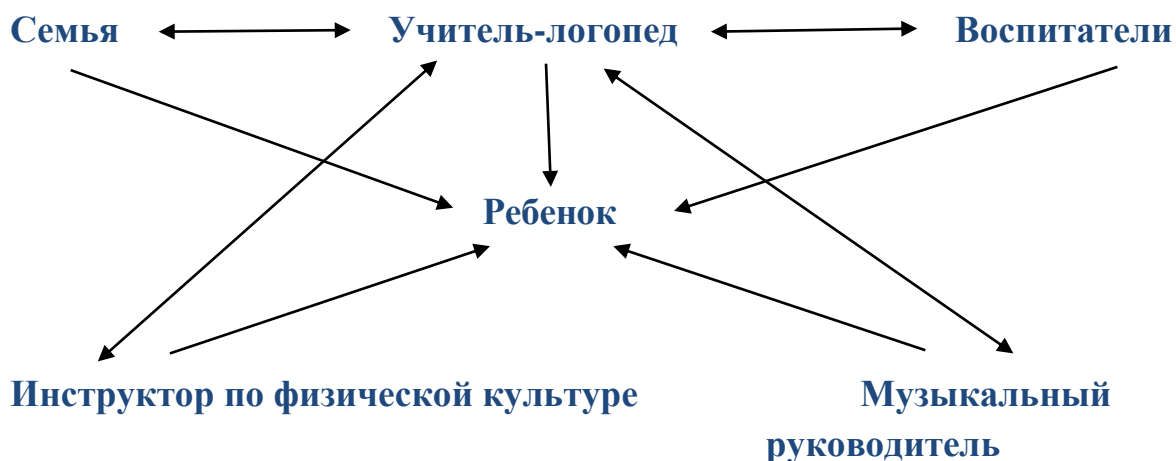 Семья Учитель-логопед Воспитатели
Ребенок
Инструктор по физической культуре Музыкальный
руководитель